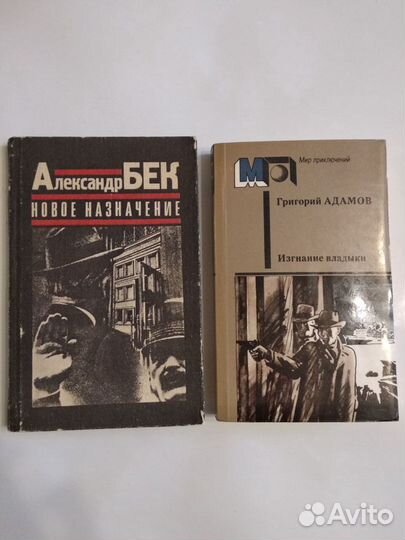 Александр БЕК
НОВОЕ НАЗНАЧЕНИЕ
МП
Мир приключений
Григорий АДАМОВ
Изгнание владыки
Avito